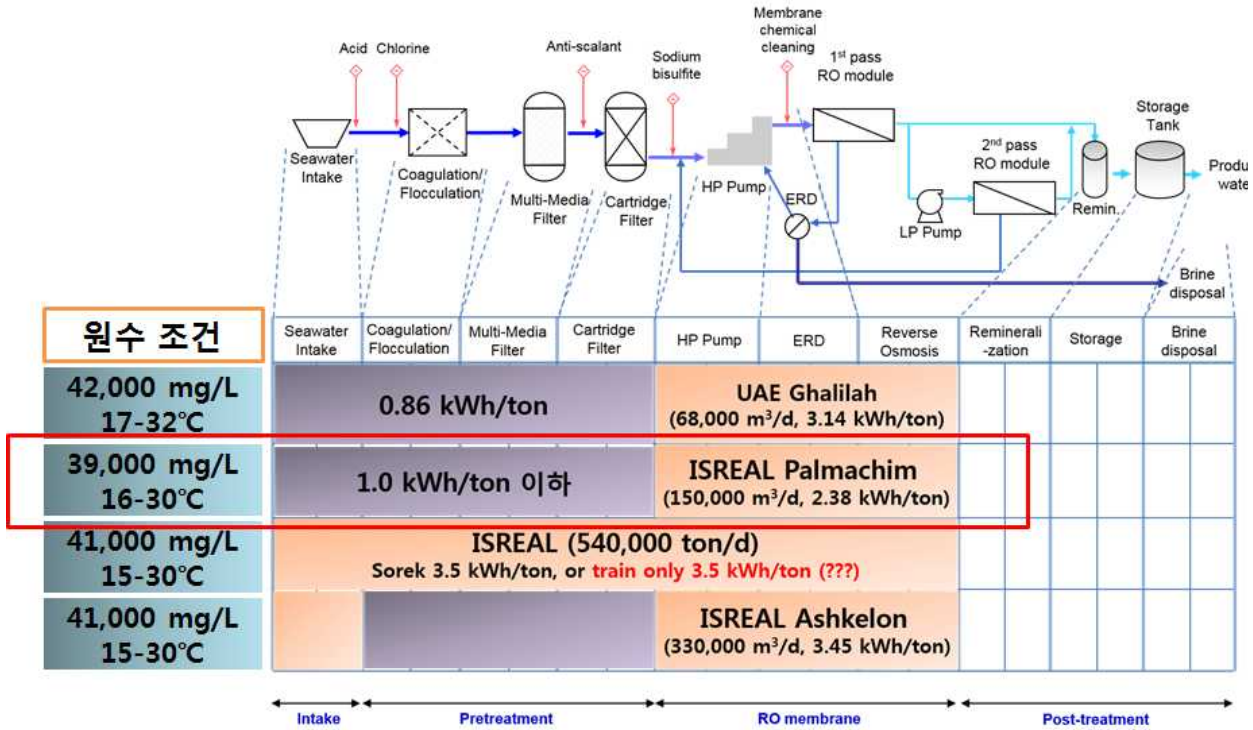 Acid
Chlorine
Anti-scalant
Sodium
bisulfite
Membrane
chemical
cleaning
1st pass
RO module
Seawater
Intake
Coagulation/
Flocculation
Multi-Media
Filter
Cartridge
Filter
HP Pump
ERD
2nd pass
RO module
LP Pump
Remin.
Storage
Tank
Produ
wate
Brine
disposal
원수 조건
Seawater
Intake
Coagulation/
Flocculation
Multi-Media
Filter
Cartridge
Filter
HP Pump
ERD
Reverse
Osmosis
Reminerali
-zation
Storage
Brine
disposal
42,000 mg/L
17-32℃
0.86 kWh/ton
UAE Ghalilah
(68,000 m³/d, 3.14 kWh/ton)
39,000 mg/L
16-30℃
1.0 kWh/ton 이하
ISREAL Palmachim
(150,000 m³/d, 2.38 kWh/ton)
41,000 mg/L
15-30℃
ISREAL (540,000 ton/d)
Sorek 3.5 kWh/ton, or train only 3.5 kWh/ton (???)
41,000 mg/L
15-30℃
ISREAL Ashkelon
(330,000 m³/d, 3.45 kWh/ton)
Intake
Pretreatment
RO membrane
Post-treatment